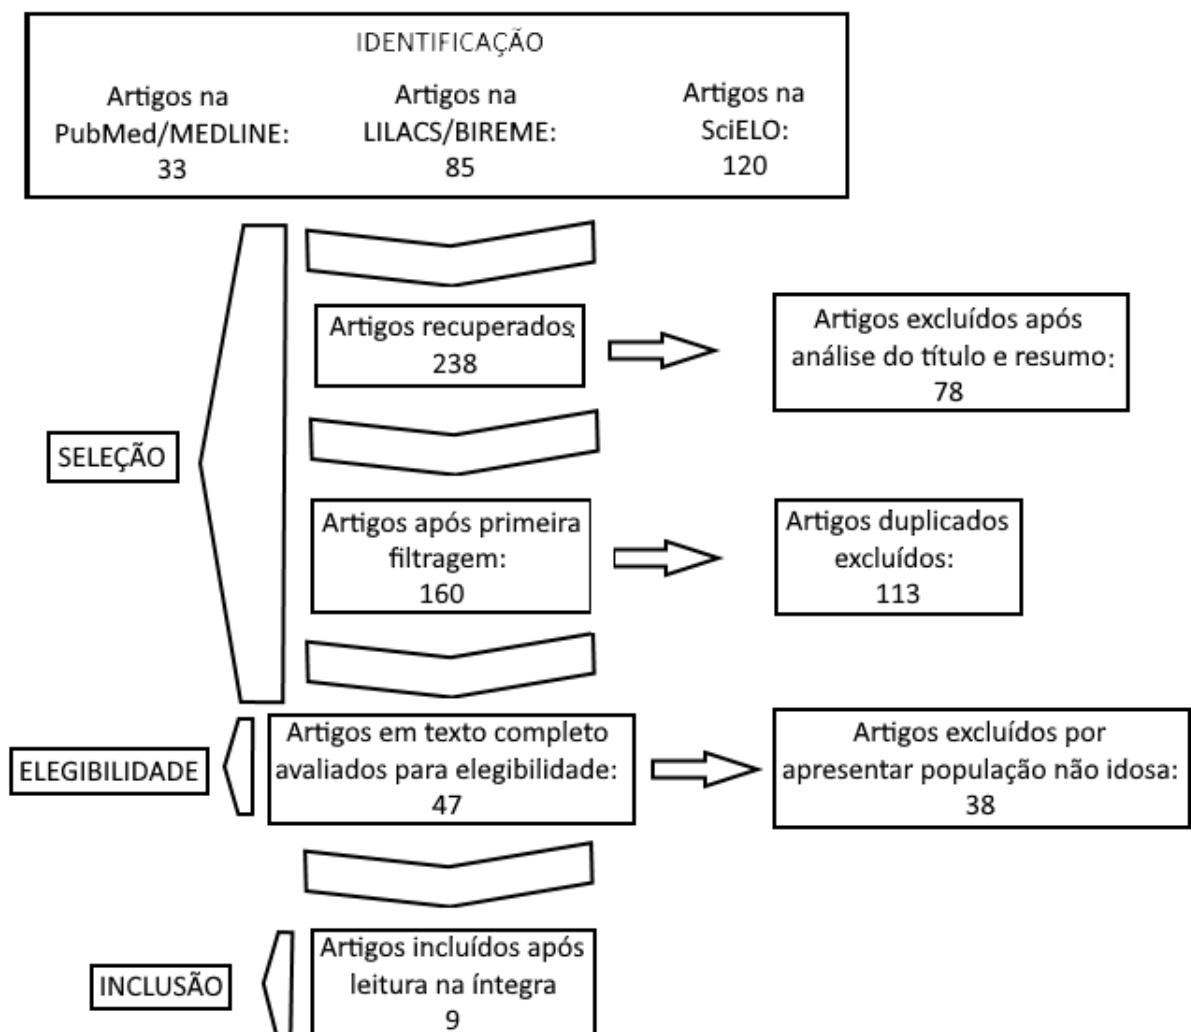 IDENTIFICAÇÃO
Artigos na
PubMed/MEDLINE:
33
Artigos na
LILACS/BIREME:
85
Artigos na
SciELO:
120
Artigos recuperados:
238
Artigos excluídos após
análise do título e resumo:
78
SELEÇÃO
Artigos após primeira
filtragem:
160
Artigos duplicados
excluídos:
113
ELEGIBILIDADE
Artigos em texto completo
avaliados para elegibilidade:
47
Artigos excluídos por
apresentar população não idosa:
38
INCLUSÃO
Artigos incluídos após
leitura na íntegra
9